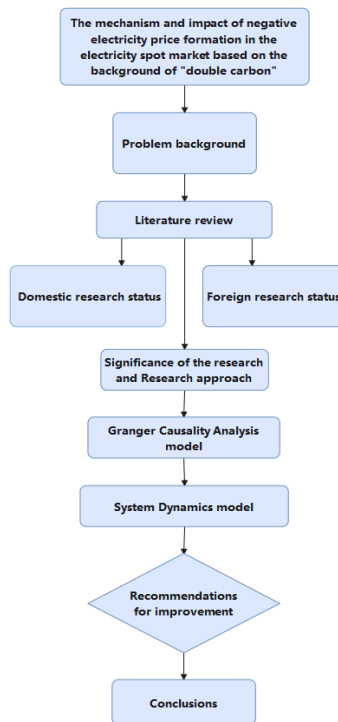 The mechanism and impact of negative
electricity price formation in the
electricity spot market based on the
background of "double carbon"
Problem background
Literature review
Domestic research status
Foreign research status
Significance of the research
and Research approach
Granger Causality Analysis
model
System Dynamics model
Recommendations
for improvement
Conclusions